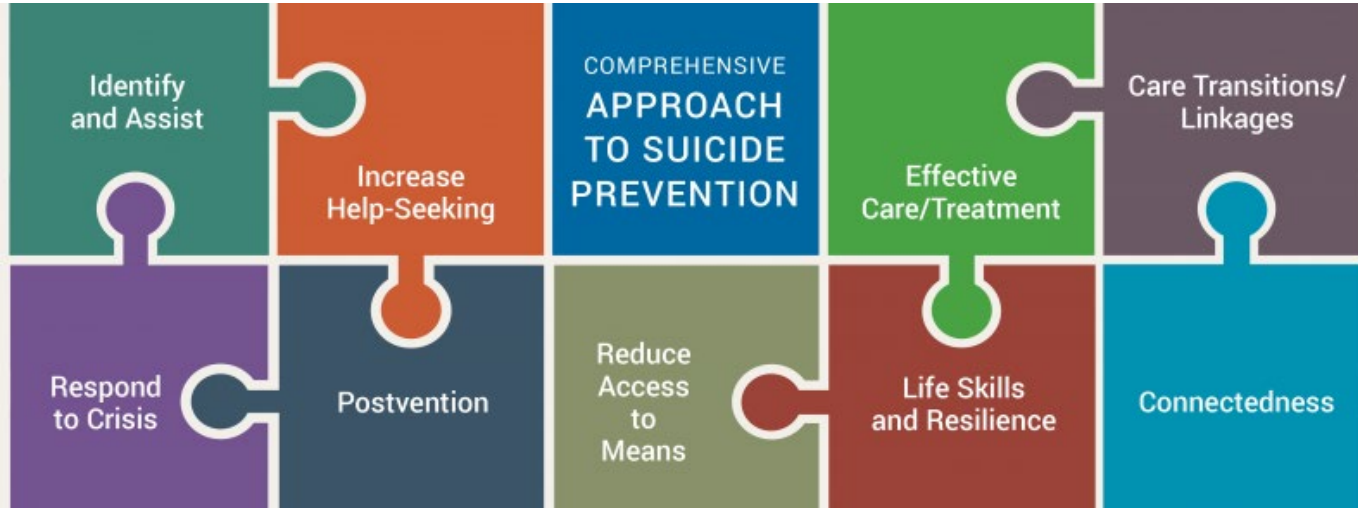 Identify
and Assist
Increase
Help-Seeking
COMPREHENSIVE
APPROACH
TO SUICIDE
PREVENTION
Effective
Care/Treatment
Care Transitions/
Linkages
Respond
to Crisis
Postvention
Reduce
Access
to
Means
Life Skills
and Resilience
Connectedness